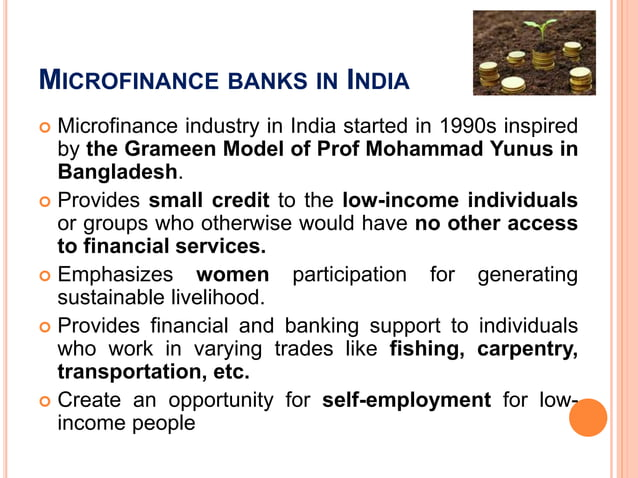 MICROFINANCE BANKS IN INDIA
Microfinance industry in India started in 1990s inspired
by the Grameen Model of Prof Mohammad Yunus in
Bangladesh.
Provides small credit to the low-income individuals
or groups who otherwise would have no other access
to financial services.
Emphasizes women participation for generating
sustainable livelihood.
Provides financial and banking support to individuals
who work in varying trades like fishing, carpentry,
transportation, etc.
Create an opportunity for self-employment for low-
income people